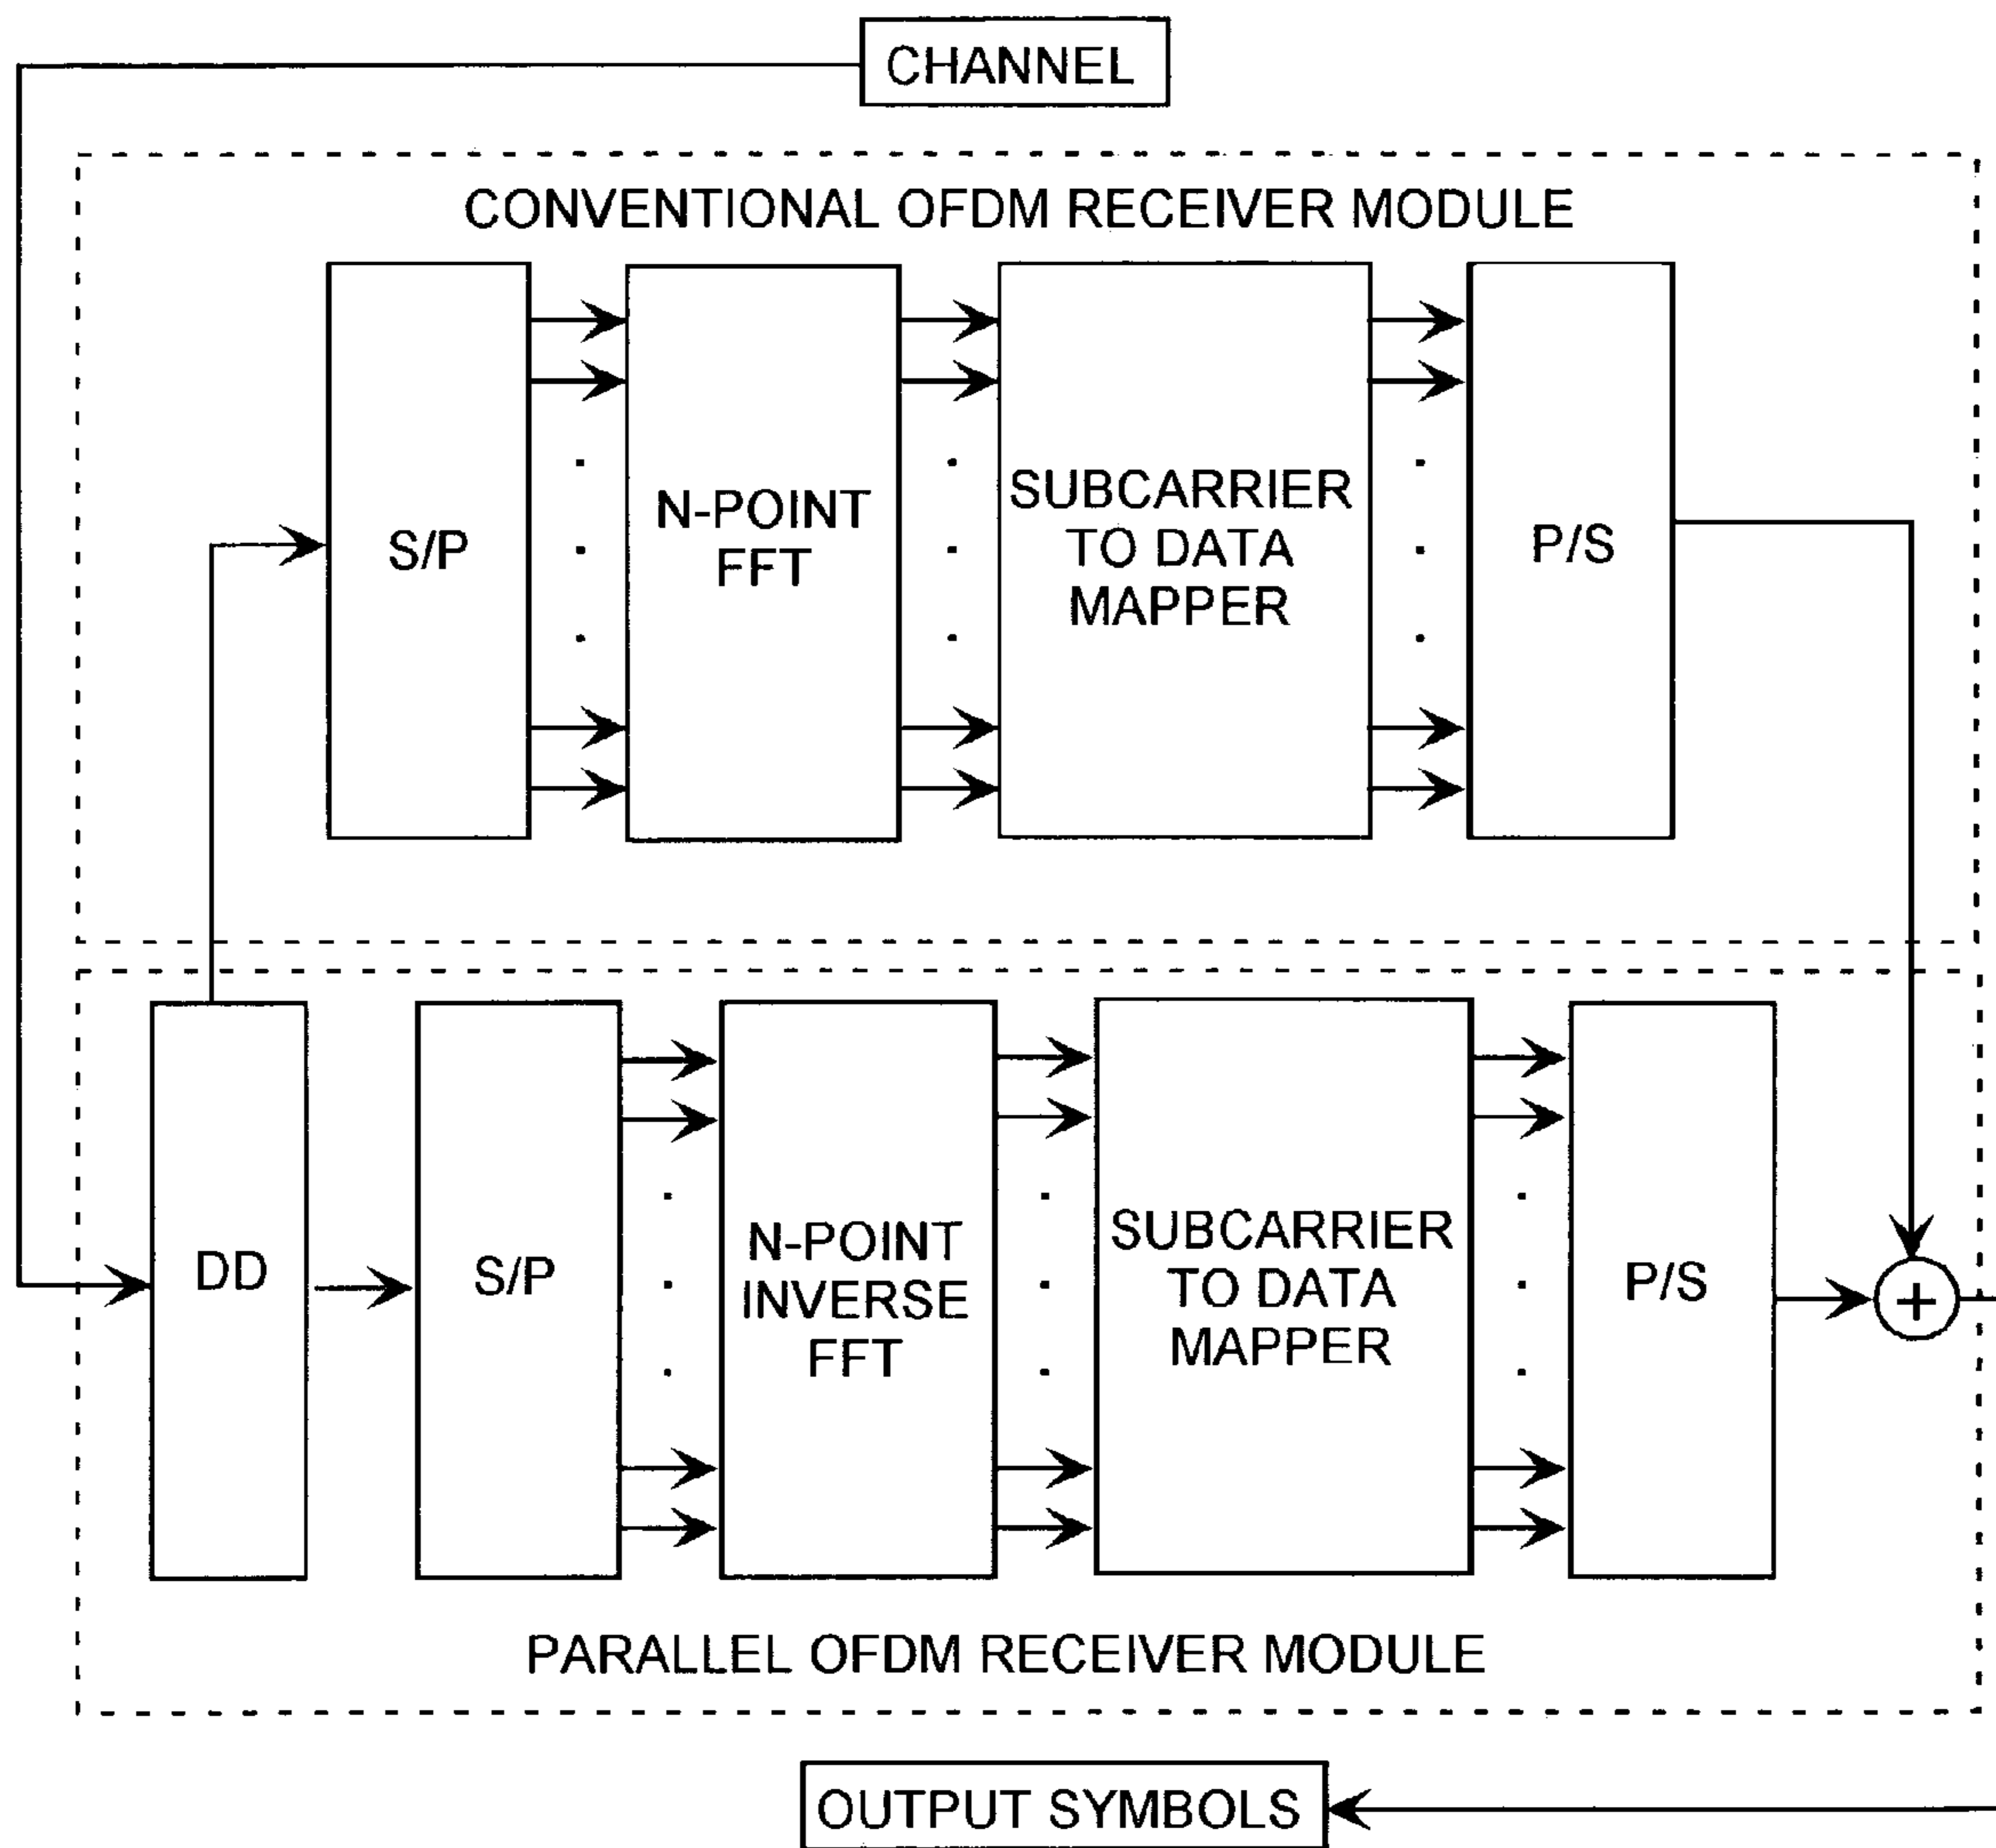 CHANNEL
CONVENTIONAL OFDM RECEIVER MODULE
S/P
N-POINT
FFT
SUBCARRIER
TO DATA
MAPPER
P/S
DD
S/P
N-POINT
INVERSE
FFT
SUBCARRIER
TO DATA
MAPPER
P/S
+
PARALLEL OFDM RECEIVER MODULE
OUTPUT SYMBOLS